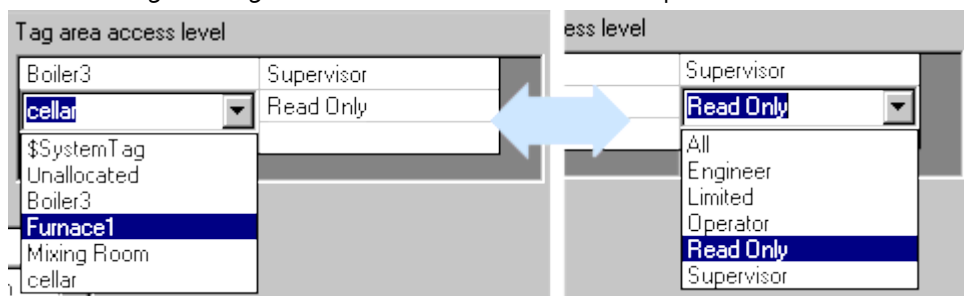 Tag area access level
Boiler3 Supervisor
cellar Read Only
$SystemTag
Unallocated
Boiler3
Furnace1
Mixing Room
cellar
ess level
Supervisor
Read Only
All
Engineer
Limited
Operator
Read Only
Supervisor